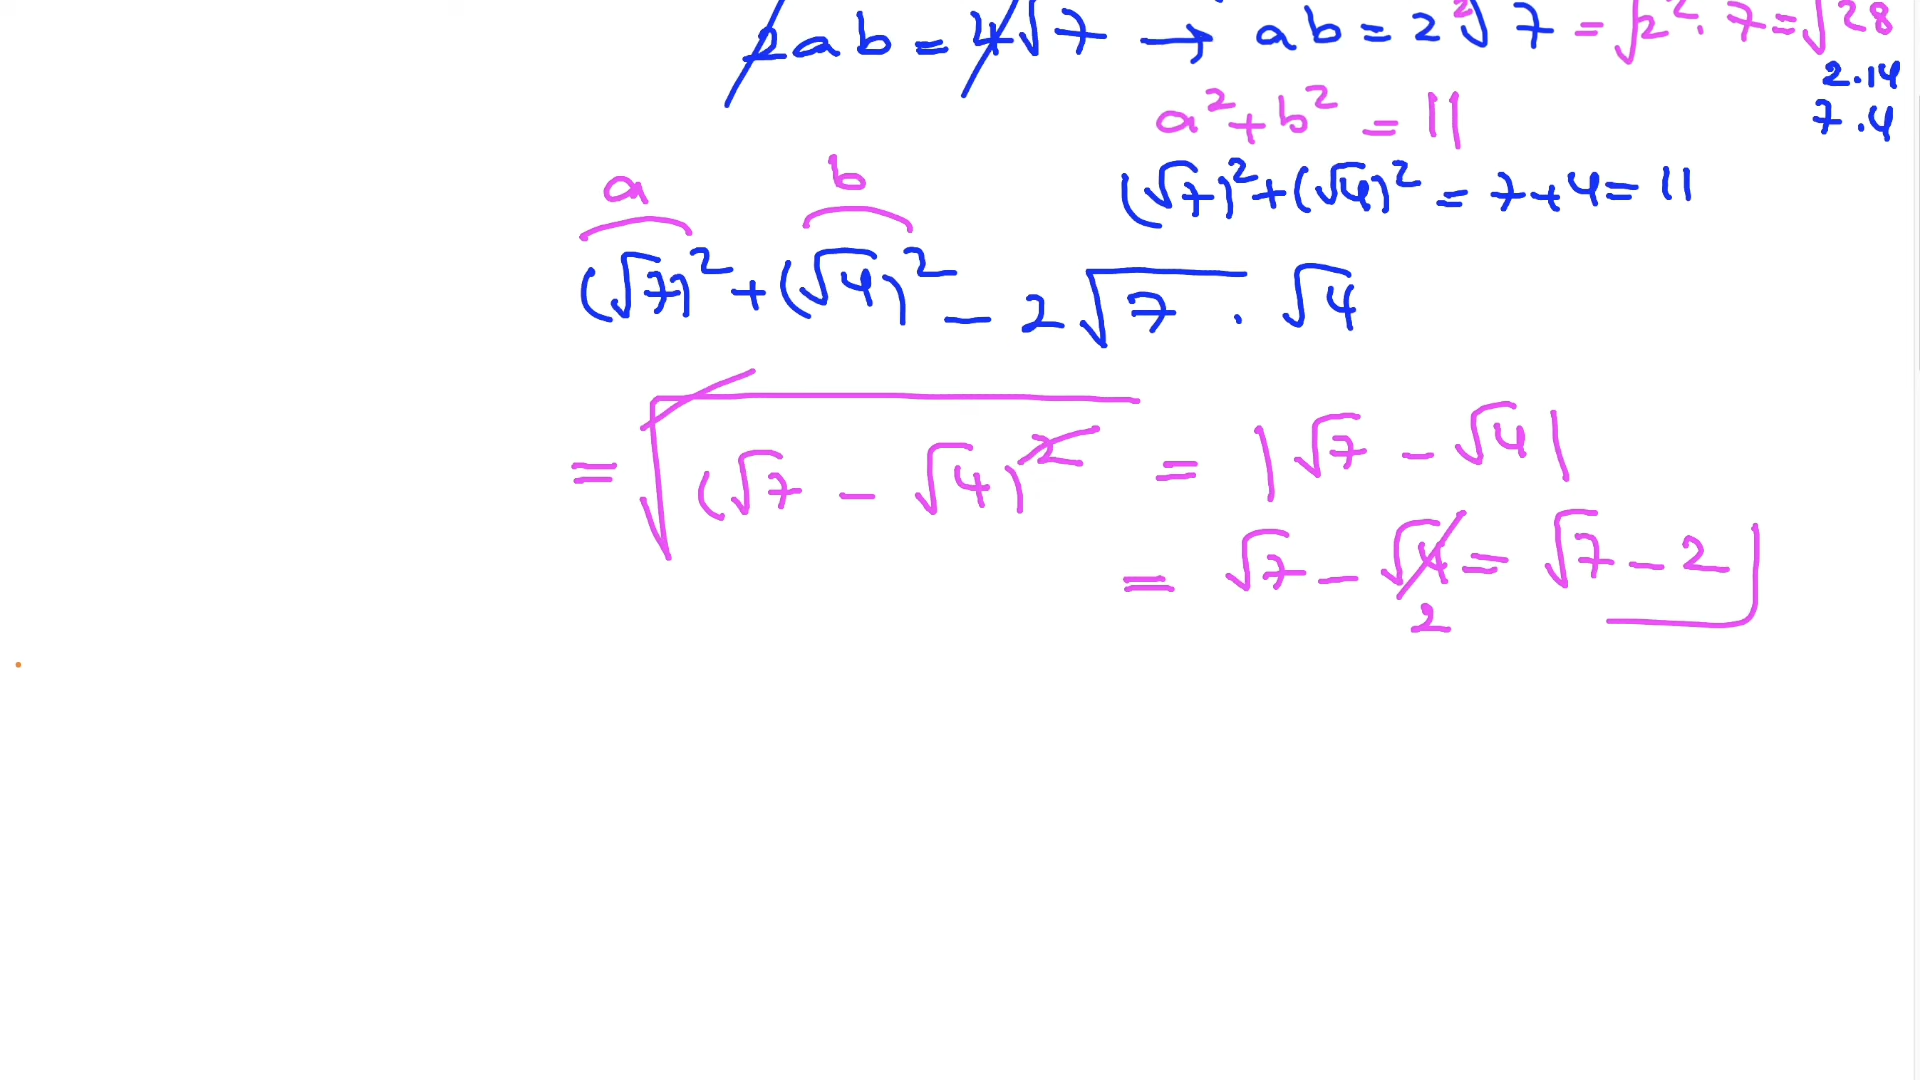 2ab = 4√7 → ab = 2√7 = √2². 7 = √28
2.14
a² + b² = 11
7.4
(√7)² + (√4)² = 7 + 4 = 11
a b
(√7)² + (√4)² - 2√7 . √4
= √(√7 - √4)² = |√7 - √4|
= √7 - √4 = √7 - 2
2